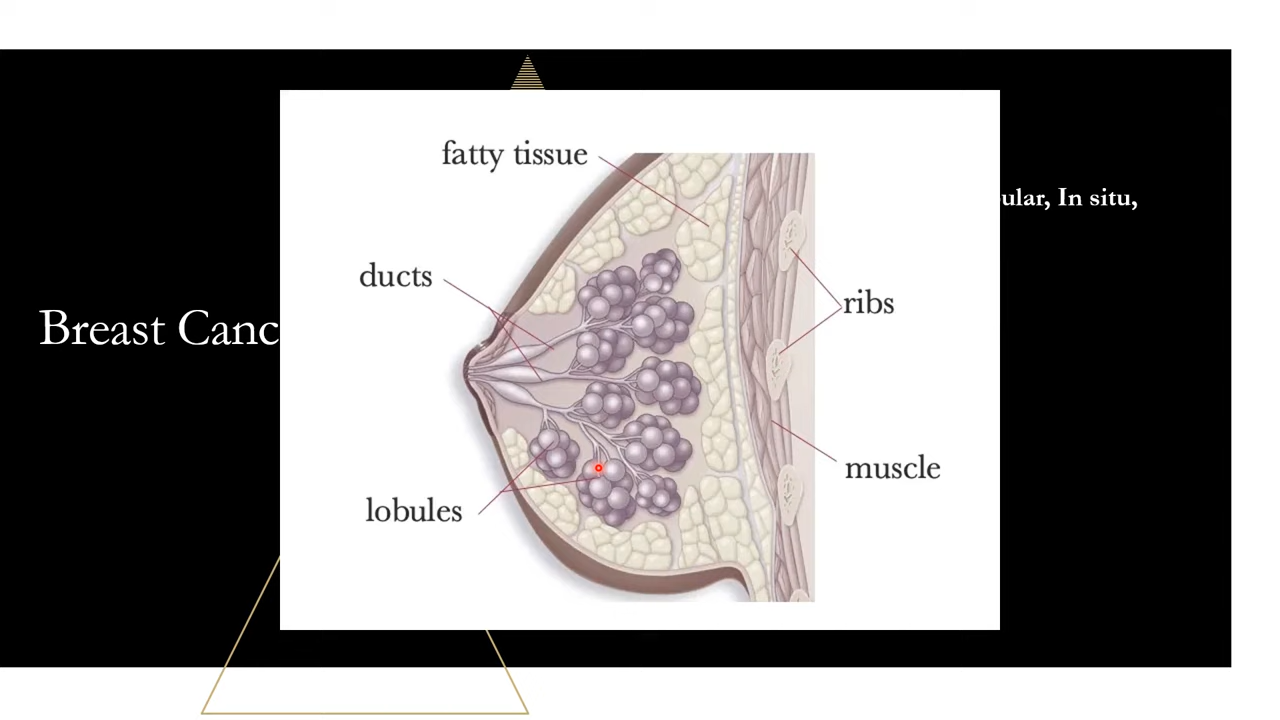 fatty tissue
ular, In situ,
ducts
ribs
Breast Canc
muscle
lobules